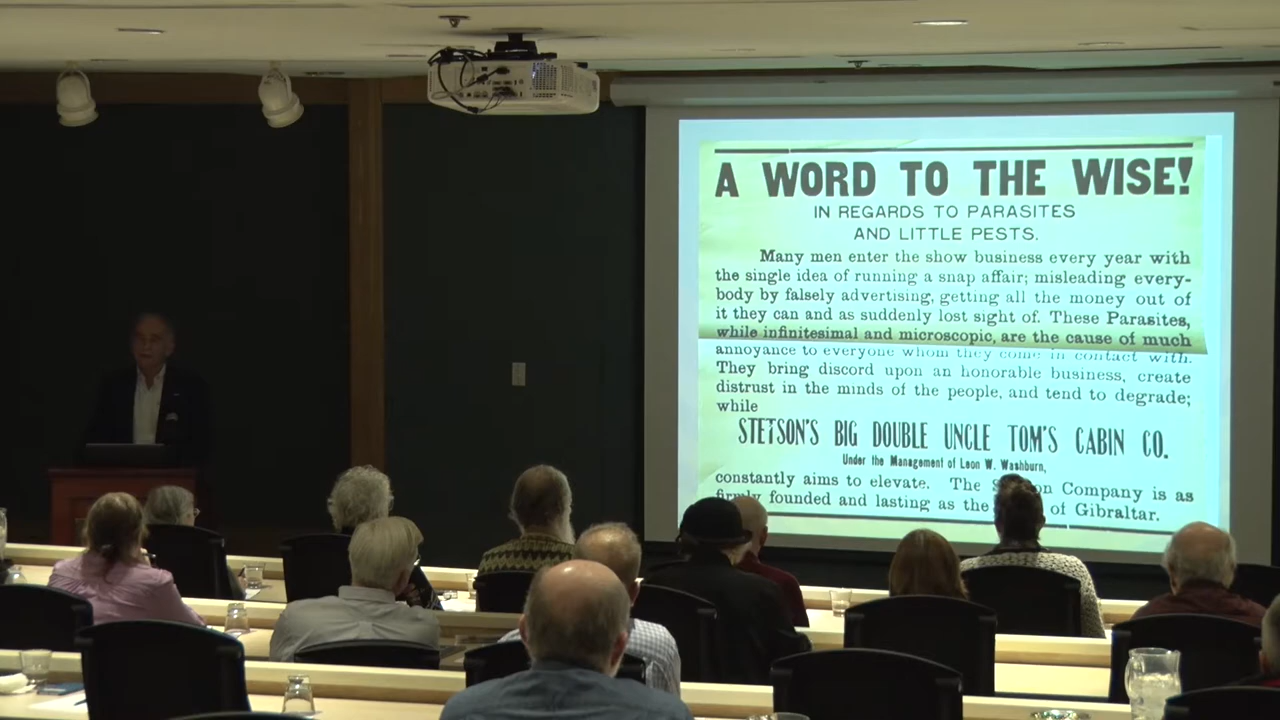 A WORD TO THE WISE!
IN REGARDS TO PARASITES
AND LITTLE PESTS.
Many men enter the show business every year with
the single idea of running a snap affair; misleading every-
body by falsely advertising, getting all the money out of
it they can and as suddenly lost sight of. These Parasites,
while infinitesimal and microscopic, are the cause of much
annoyance to everyone whom they come in contact with.
They bring discord upon an honorable business, create
distrust in the minds of the people, and tend to degrade;
while
STETSON'S BIG DOUBLE UNCLE TOM'S CABIN CO.
Under the Management of Leon W. Washburn,
constantly aims to elevate. The Company is as
firmly founded and lasting as the of Gibraltar.